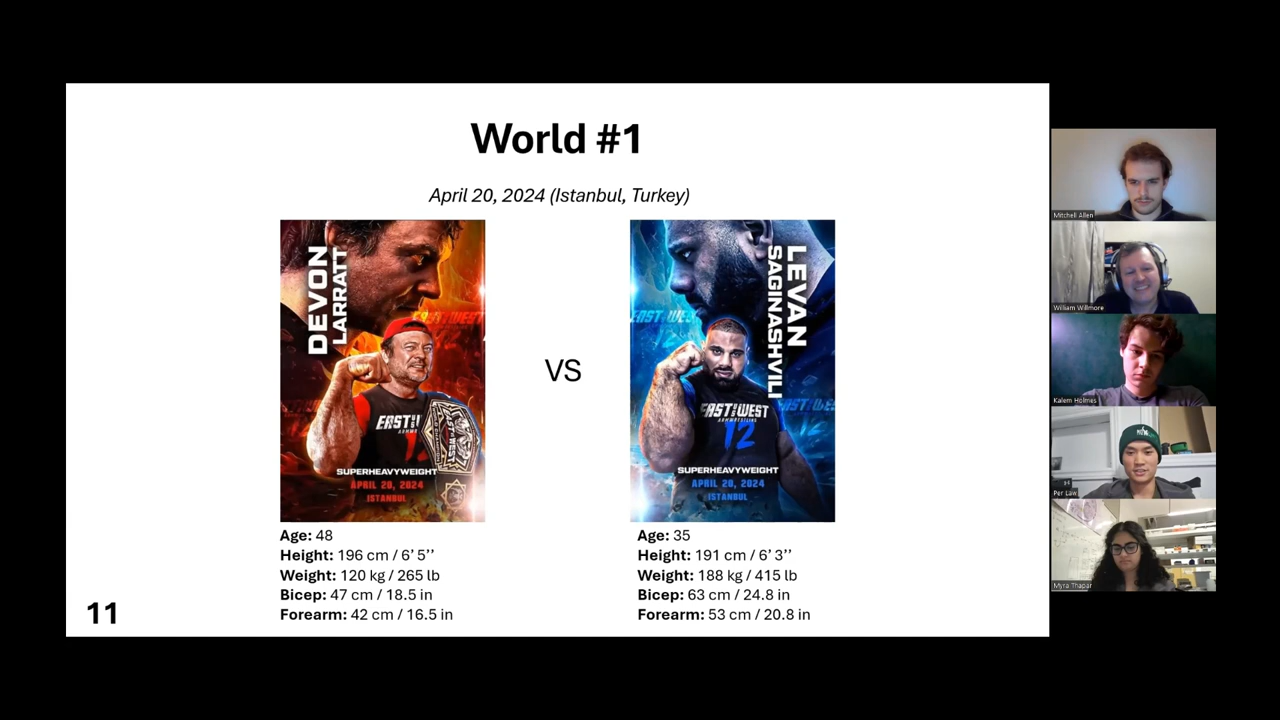 World #1
April 20, 2024 (Istanbul, Turkey)
DEVON
LARRATT
EAST VS WEST
SUPERHEAVYWEIGHT
APRIL 20, 2024
ISTANBUL
VS
LEVAN
SAGINASHVILI
EAST VS WEST
ARMWRESTLING
12
SUPERHEAVYWEIGHT
APRIL 20, 2024
ISTANBUL
Age: 48
Height: 196 cm / 6’ 5’’
Weight: 120 kg / 265 lb
Bicep: 47 cm / 18.5 in
Forearm: 42 cm / 16.5 in
Age: 35
Height: 191 cm / 6’ 3’’
Weight: 188 kg / 415 lb
Bicep: 63 cm / 24.8 in
Forearm: 53 cm / 20.8 in
11
Mitchell Allen
William Willmore
Kalem Holmes
Per Law
Myra Thapar